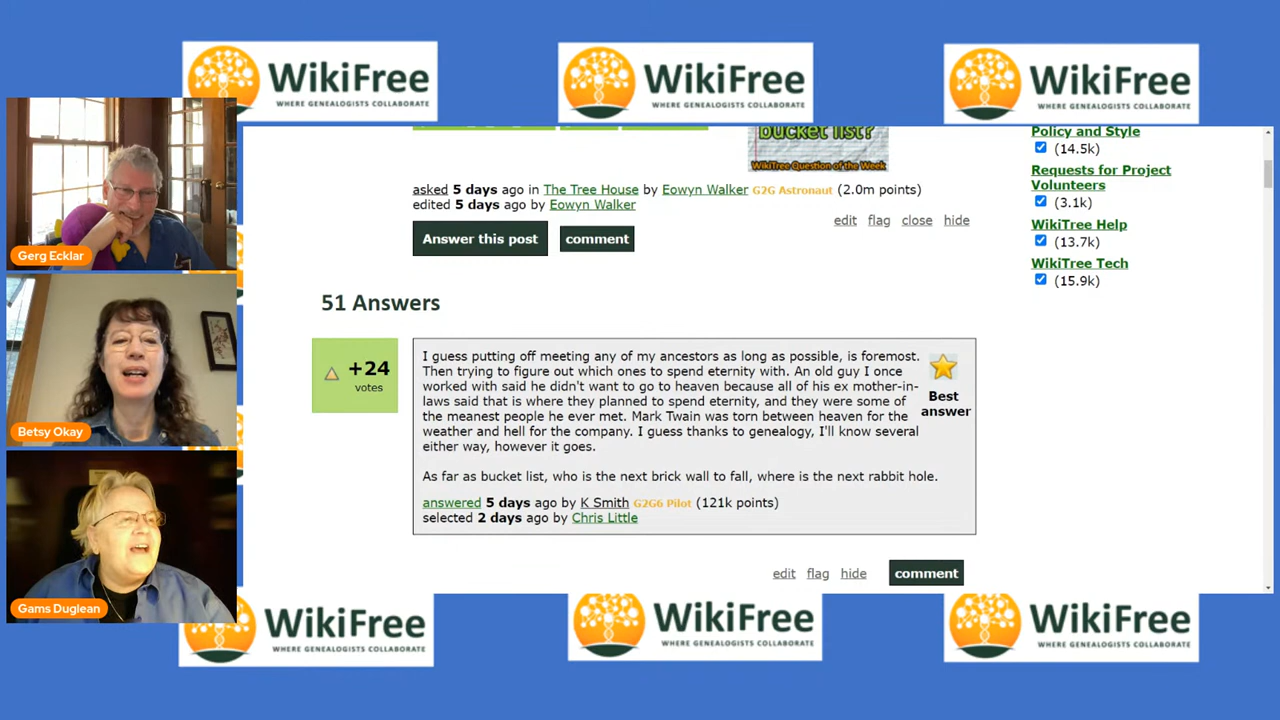 WikiFree
WHERE GENEALOGISTS COLLABORATE
WikiFree
WHERE GENEALOGISTS COLLABORATE
WikiFree
WHERE GENEALOGISTS COLLABORATE
Gerg Ecklar
Betsy Okay
Gams Duglean
bucket list?
WikiTree Question of the Week
asked 5 days ago in The Tree House by Eowyn Walker G2G Astronaut (2.0m points)
edited 5 days ago by Eowyn Walker
edit flag close hide
Answer this post comment
51 Answers
+24
votes
I guess putting off meeting any of my ancestors as long as possible, is foremost.
Then trying to figure out which ones to spend eternity with. An old guy I once
worked with said he didn't want to go to heaven because all of his ex mother-in-
laws said that is where they planned to spend eternity, and they were some of
the meanest people he ever met. Mark Twain was torn between heaven for the
weather and hell for the company. I guess thanks to genealogy, I'll know several
either way, however it goes.
As far as bucket list, who is the next brick wall to fall, where is the next rabbit hole.
Best
answer
answered 5 days ago by K Smith G2G6 Pilot (121k points)
selected 2 days ago by Chris Little
edit flag hide comment
Policy and Style
(14.5k)
Requests for Project
Volunteers
(3.1k)
WikiTree Help
(13.7k)
WikiTree Tech
(15.9k)
WikiFree
WHERE GENEALOGISTS COLLABORATE
WikiFree
WHERE GENEALOGISTS COLLABORATE
WikiFree
WHERE GENEALOGISTS COLLABORATE